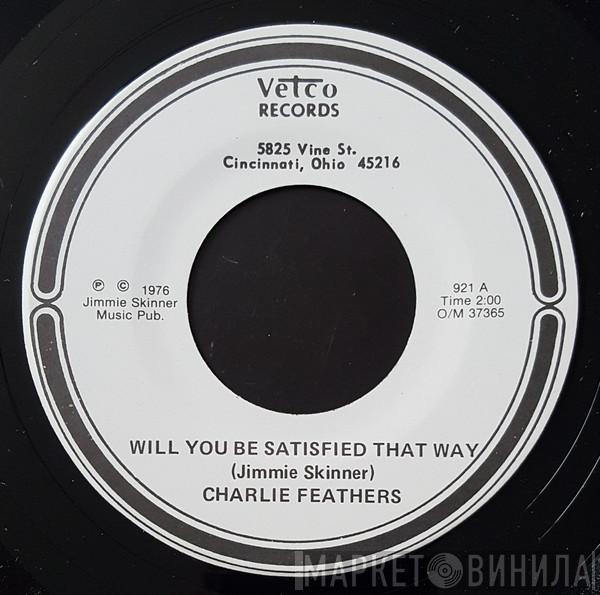 Vetco
RECORDS
5825 Vine St.
Cincinnati, Ohio 45216
Ⓟ © 1976
Jimmie Skinner
Music Pub.
921 A
Time 2:00
O/M 37365
WILL YOU BE SATISFIED THAT WAY
(Jimmie Skinner)
CHARLIE FEATHERS
МАРКЕТ ВИНИЛА